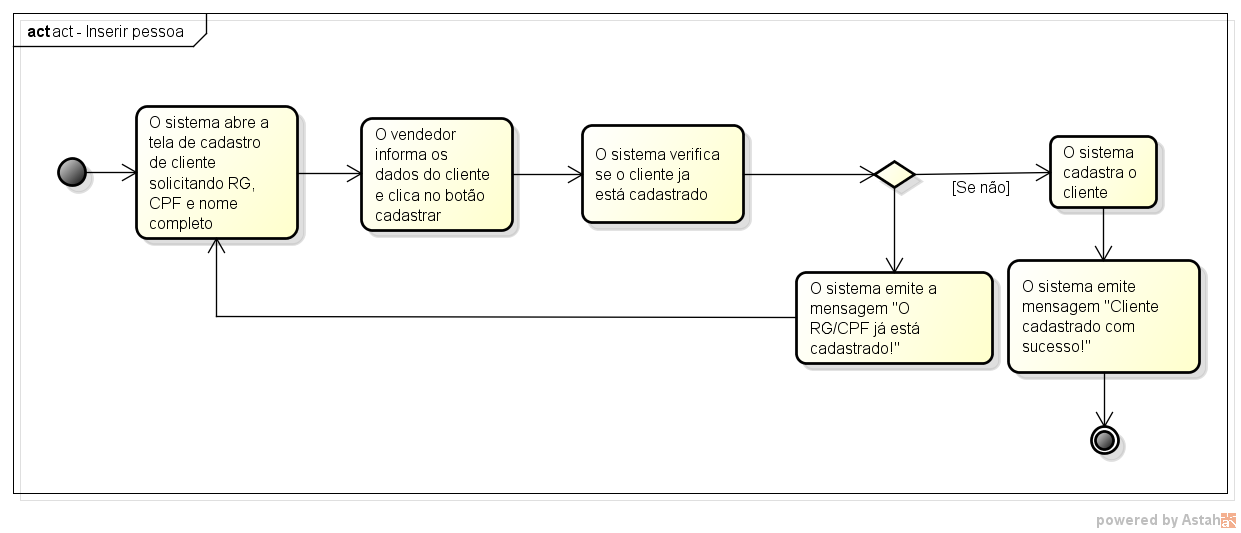 act act - Inserir pessoa
O sistema abre a
tela de cadastro
de cliente
solicitando RG,
CPF e nome
completo
O vendedor
informa os
dados do cliente
e clica no botão
cadastrar
O sistema verifica
se o cliente ja
está cadastrado
[Se não]
O sistema
cadastra o
cliente
O sistema emite a
mensagem "O
RG/CPF já está
cadastrado!"
O sistema emite
mensagem "Cliente
cadastrado com
sucesso!"
powered by Astah